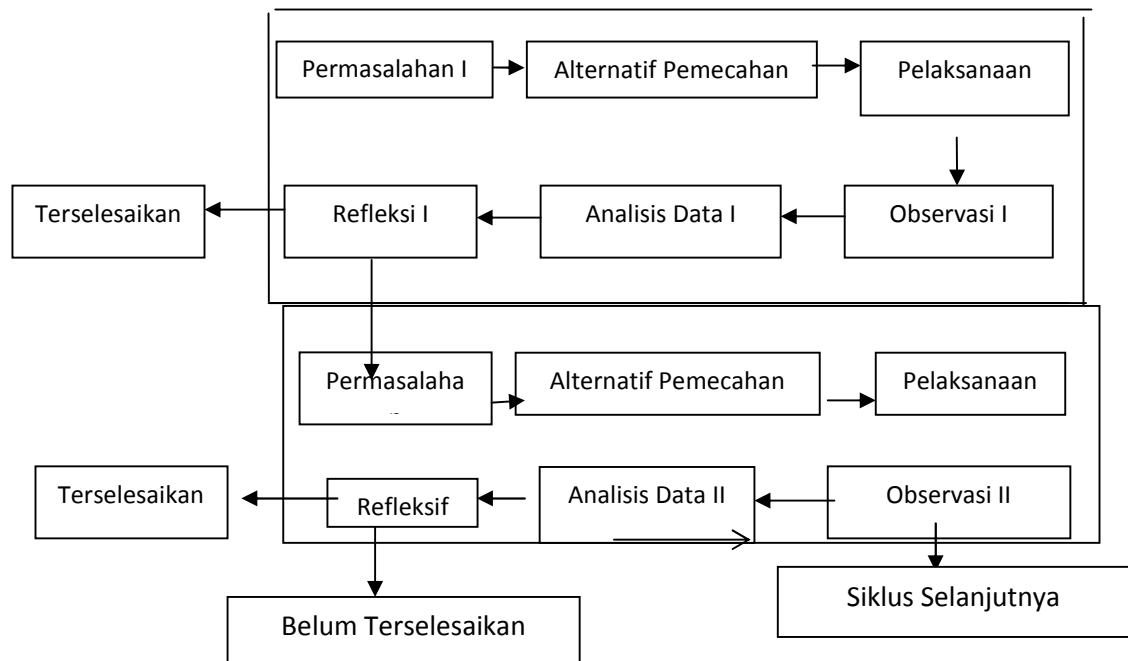 Permasalahan I
Alternatif Pemecahan
Pelaksanaan
Terselesaikan
Refleksi I
Analisis Data I
Observasi I
Permasalaha
Alternatif Pemecahan
Pelaksanaan
Terselesaikan
Refleksif
Analisis Data II
Observasi II
Siklus Selanjutnya
Belum Terselesaikan